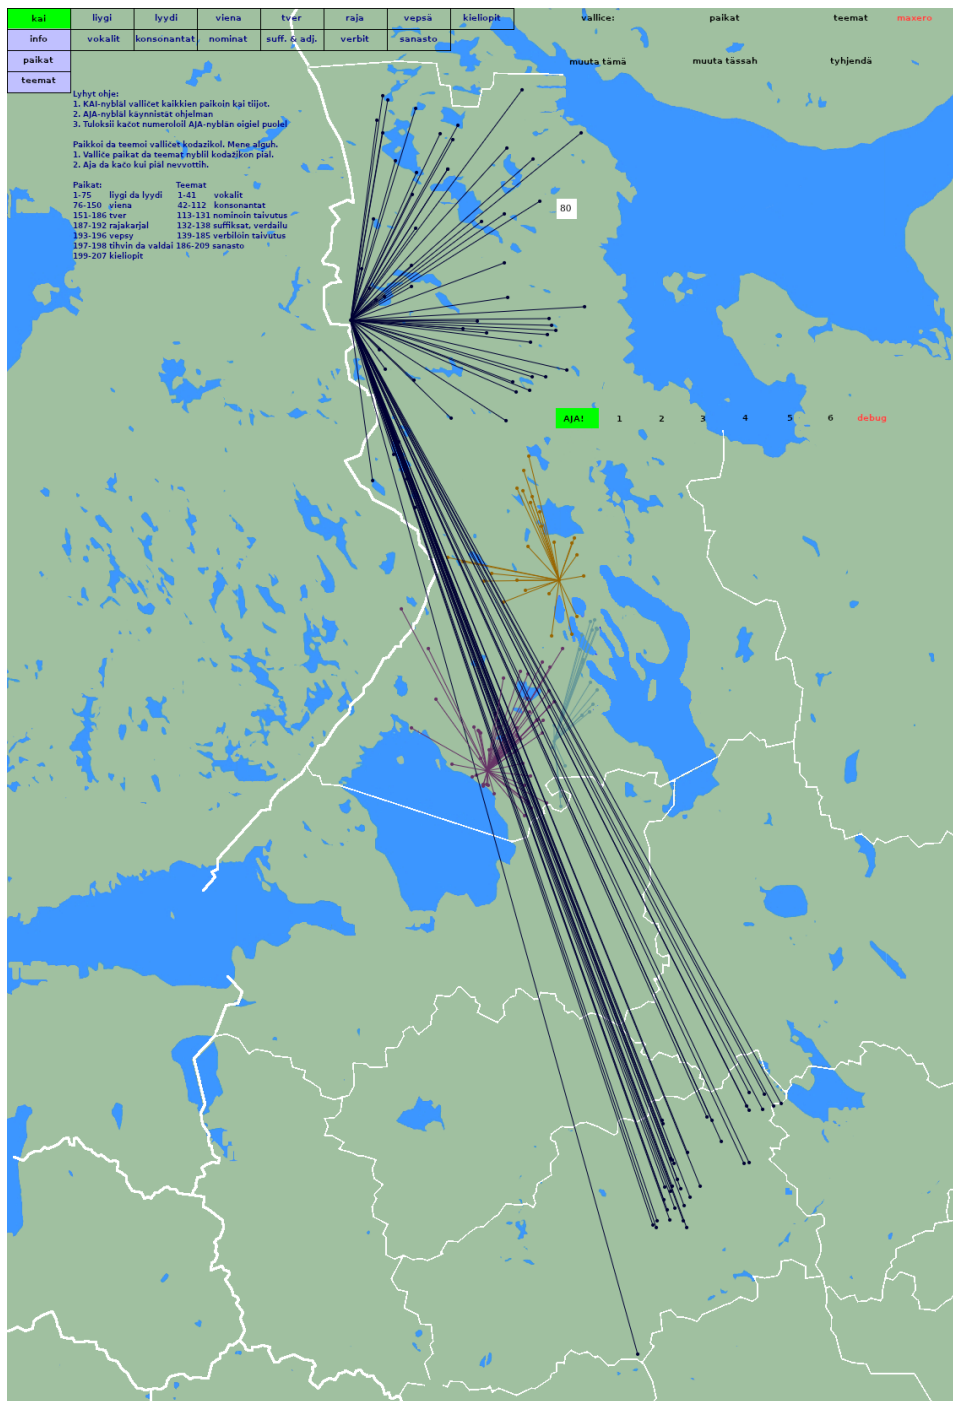 kai liygi lyydi viena tver raja vepsä kieliopit vallice: paikat teemat maxero
info vokalit konsonantat nominat suff. & adj. verbit sanasto
paikat muuta tämä muuta tässah tyhjendä
teemat
Lyhyt ohje:
1. KAI-nybläl valličet kaikkien paikoin kai tiijot.
2. AJA-nybläl käynnistät ohjelman
3. Tuloksii kačot numeroloil AJA-nyblän oigiel puolel
Paikkoi da teemoi valličet kodazikol. Mene alguh.
1. Valliče paikat da teemat nyblil kodazikon piäl.
2. Aja da kačo kui piäl nevvottih.
Paikat: Teemat
1-75 liygi da lyydi 1-41 vokalit
76-150 viena 42-112 konsonantat
151-186 tver 113-131 nominoin taivutus
187-192 rajakarjal 132-138 suffiksat, verdailu
193-196 vepsy 139-185 verbilöin taivutus
197-198 tihvin da valdai 186-209 sanasto
199-207 kieliopit
80
AJA! 1 2 3 4 5 6 debug